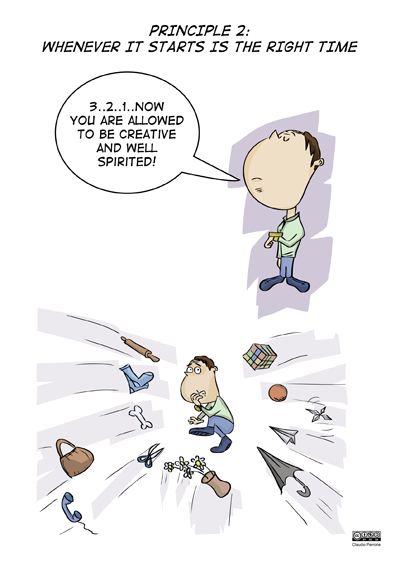 PRINCIPLE 2:
WHENEVER IT STARTS IS THE RIGHT TIME
3..2..1..NOW
YOU ARE ALLOWED
TO BE CREATIVE
AND WELL
SPIRITED!
Claudio Perrone